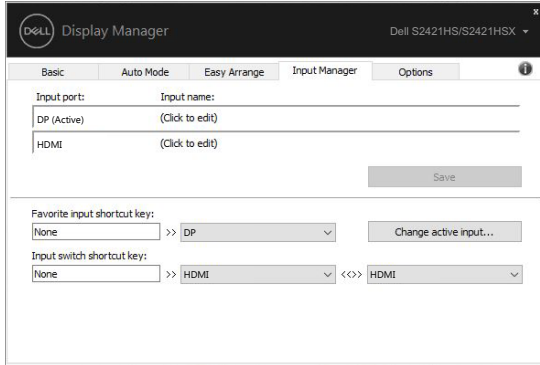 DELL Display Manager Dell S2421HS/S2421HSX
x
Basic Auto Mode Easy Arrange Input Manager Options
Input port: Input name:
DP (Active) (Click to edit)
HDMI (Click to edit)
Save
Favorite input shortcut key:
None >> DP Change active input...
Input switch shortcut key:
None >> HDMI <<>> HDMI